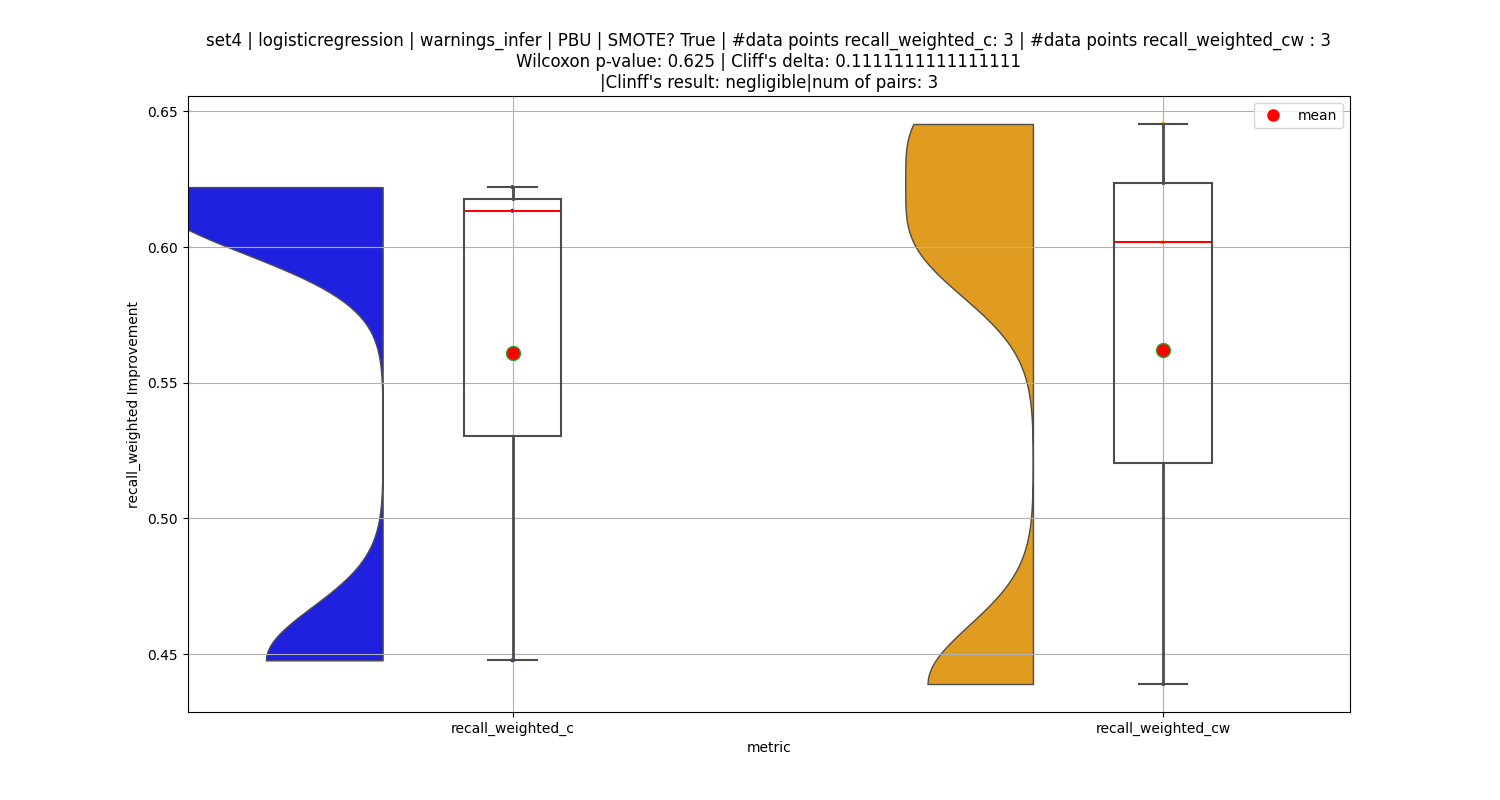 set4 | logisticregression | warnings_infer | PBU | SMOTE? True | #data points recall_weighted_c: 3 | #data points recall_weighted_cw : 3
Wilcoxon p-value: 0.625 | Cliff's delta: 0.1111111111111111
|Clinff's result: negligible|num of pairs: 3
mean
0.65
0.60
0.55
0.50
0.45
recall_weighted Improvement
recall_weighted_c
recall_weighted_cw
metric